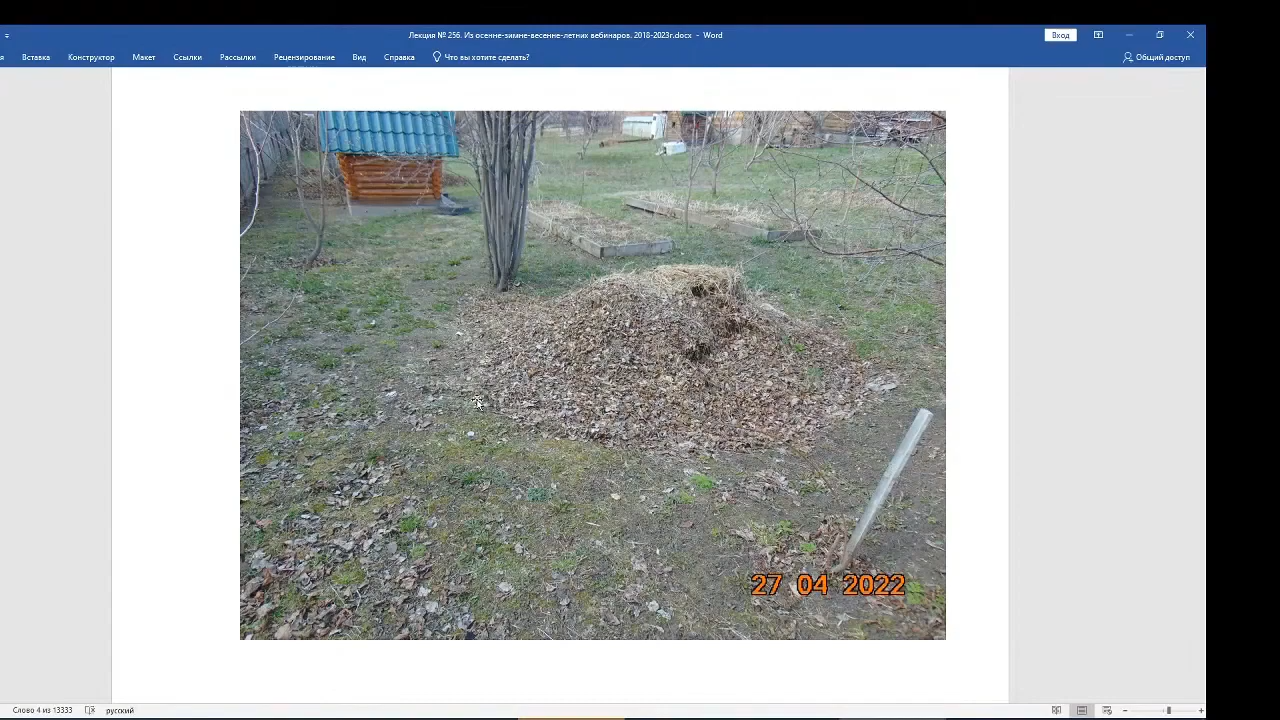 Лекция № 256. Из осенне-зимне-весенне-летних вебинаров. 2018-2023г.docx - Word
Вход
я Вставка Конструктор Макет Ссылки Рассылки Рецензирование Вид Справка Что вы хотите сделать? Общий доступ
27 04 2022
Слово 4 из 13333 русский